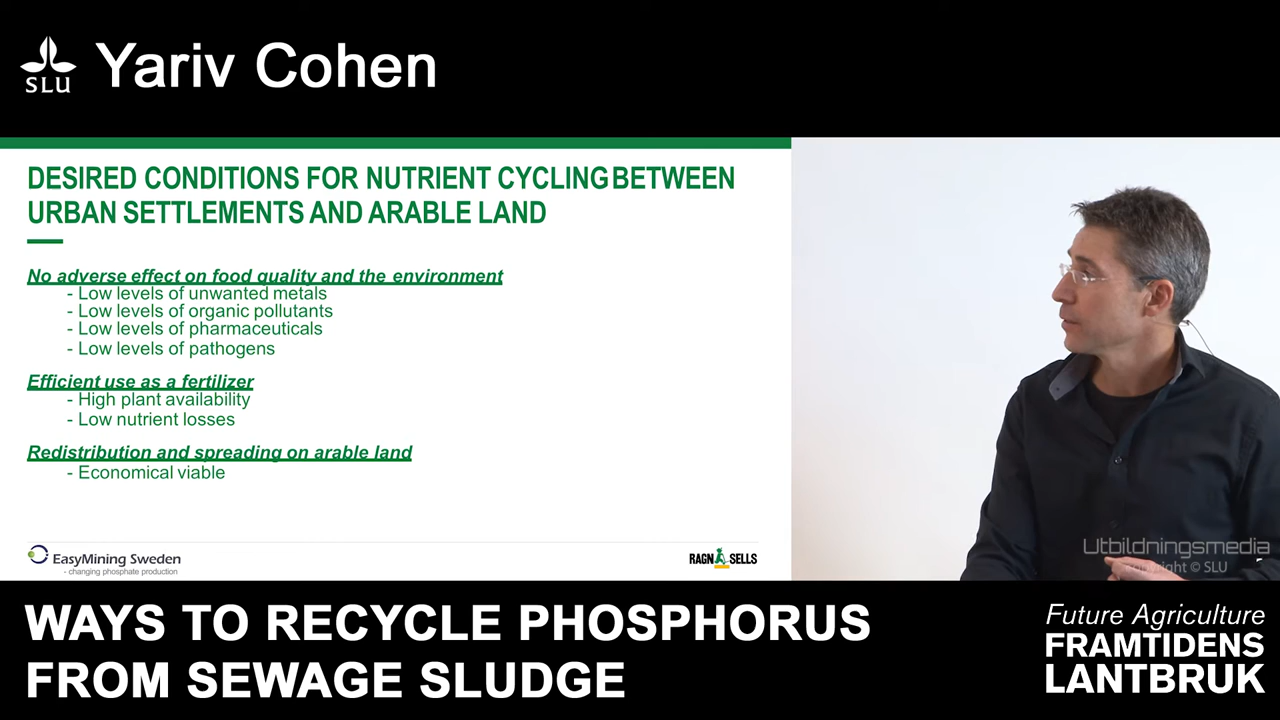 SLU
Yariv Cohen
DESIRED CONDITIONS FOR NUTRIENT CYCLING BETWEEN
URBAN SETTLEMENTS AND ARABLE LAND
No adverse effect on food quality and the environment
- Low levels of unwanted metals
- Low levels of organic pollutants
- Low levels of pharmaceuticals
- Low levels of pathogens
Efficient use as a fertilizer
- High plant availability
- Low nutrient losses
Redistribution and spreading on arable land
- Economical viable
EasyMining Sweden
- changing phosphate production
RAGN SELLS
Utbildningsmedia
Copyright © SLU
WAYS TO RECYCLE PHOSPHORUS
FROM SEWAGE SLUDGE
Future Agriculture
FRAMTIDENS
LANTBRUK